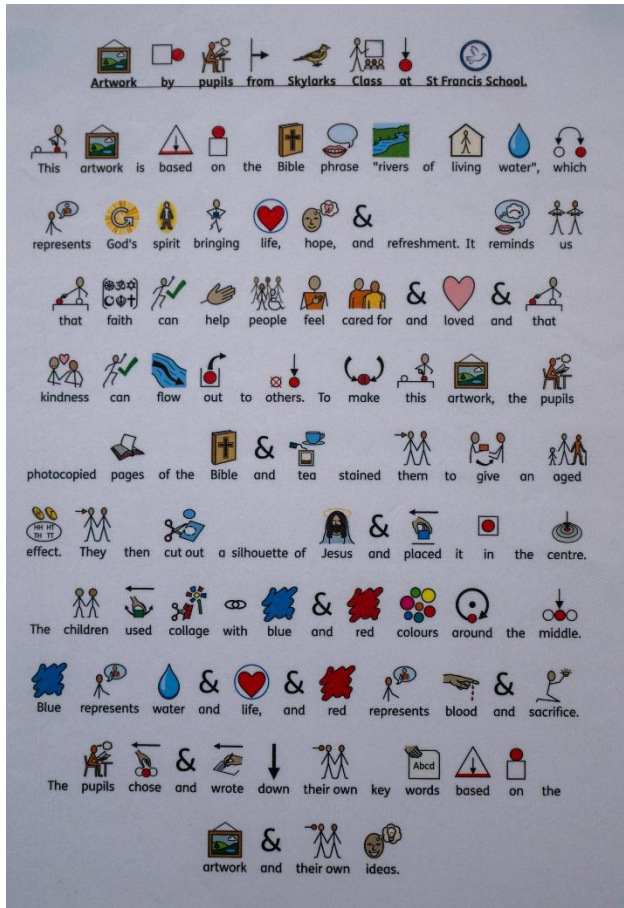 Artwork by pupils from Skylarks Class at St Francis School.
This artwork is based on the Bible phrase "rivers of living water", which
represents God's spirit bringing life, hope, & and refreshment. It reminds us
that faith can help people feel cared for & and loved & and that
kindness can flow out to others. To make this artwork, the pupils
photocopied pages of the Bible & and tea stained them to give an aged
HH HT
TH TT
effect. They then cut out a silhouette of Jesus & and placed it in the centre.
The children used collage with blue & and red colours around the middle.
Blue represents water & and life, & and red represents blood & and sacrifice.
Abcd
The pupils chose & and wrote down their own key words based on the
artwork & and their own ideas.